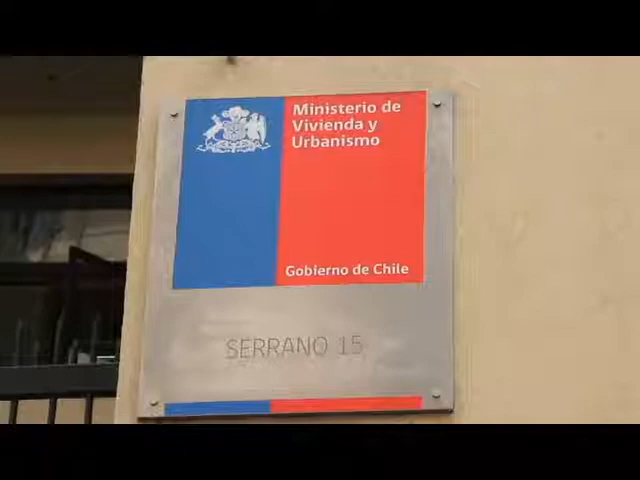 Ministerio de
Vivienda y
Urbanismo
Gobierno de Chile
SERRANO 15